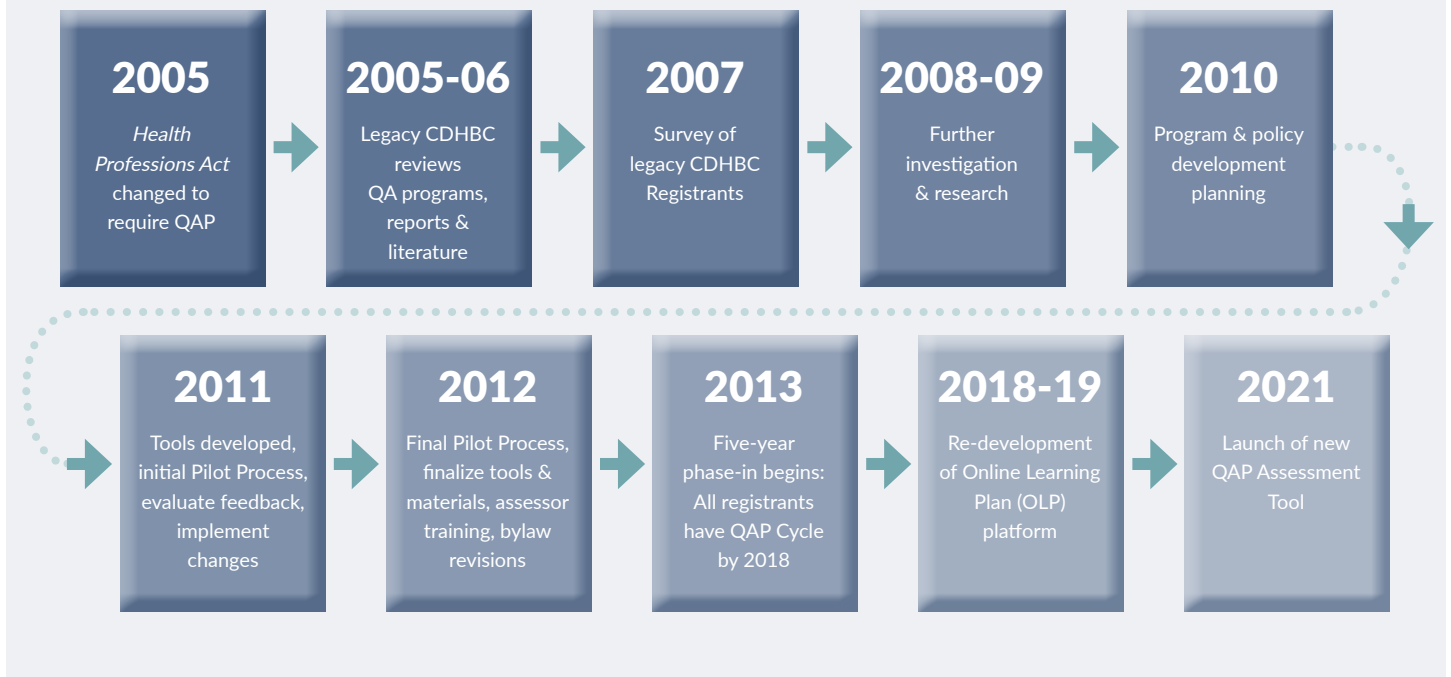 2005
Health
Professions Act
changed to
require QAP
2005-06
Legacy CDHBC
reviews
QA programs,
reports &
literature
2007
Survey of
legacy CDHBC
Registrants
2008-09
Further
investigation
& research
2010
Program & policy
development
planning
2011
Tools developed,
initial Pilot Process,
evaluate feedback,
implement
changes
2012
Final Pilot Process,
finalize tools &
materials, assessor
training, bylaw
revisions
2013
Five-year
phase-in begins:
All registrants
have QAP Cycle
by 2018
2018-19
Re-development
of Online Learning
Plan (OLP)
platform
2021
Launch of new
QAP Assessment
Tool